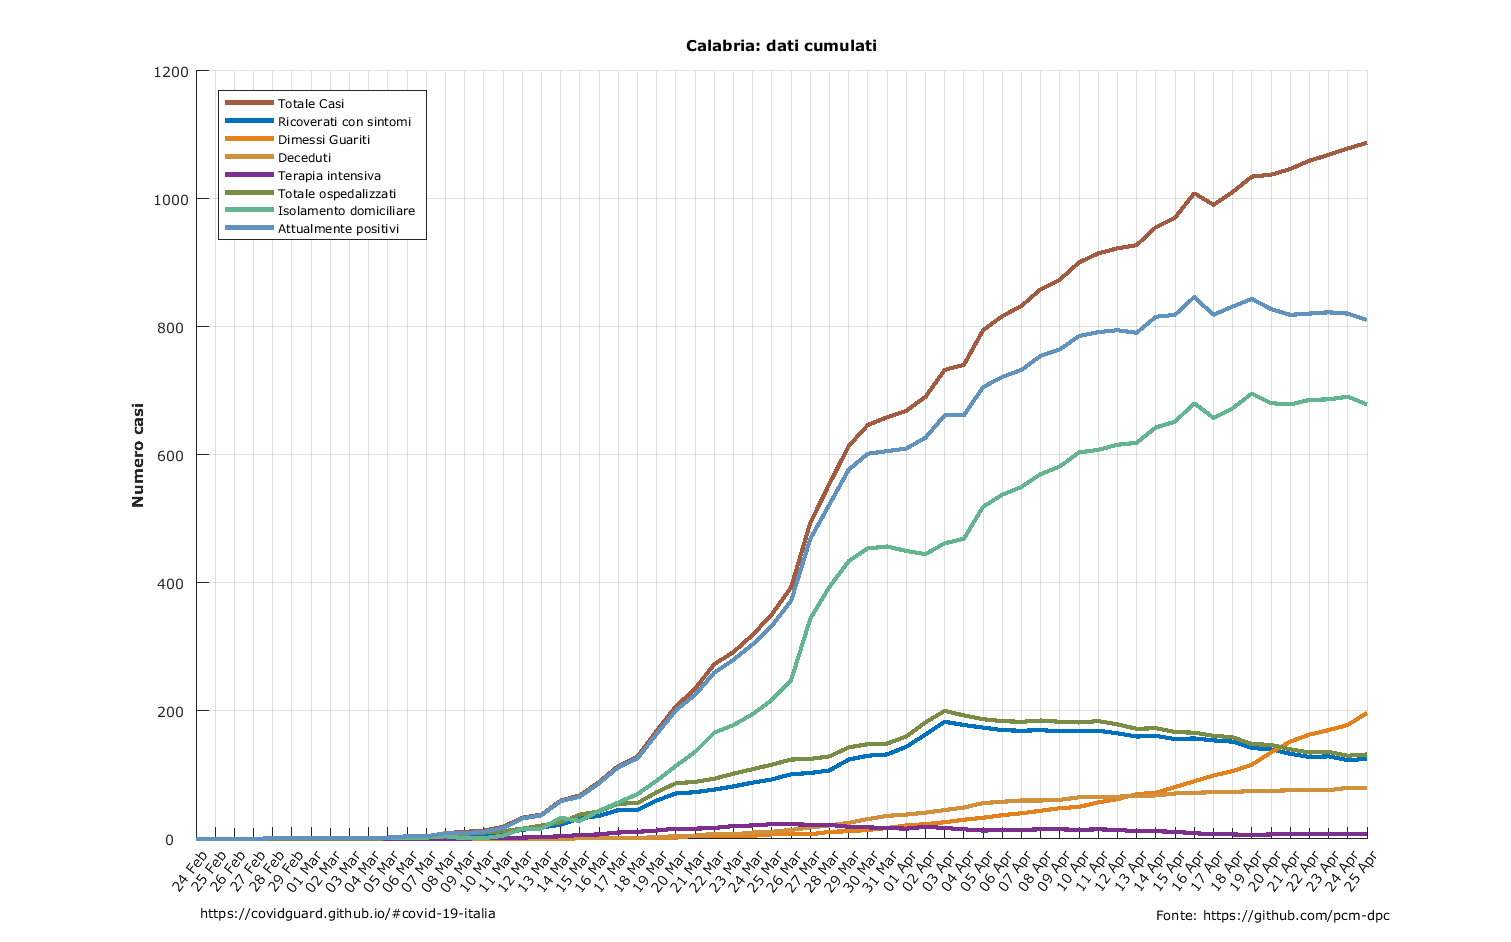 Calabria: dati cumulati
1200
1000
800
600
400
200
0
Numero casi
Totale Casi
Ricoverati con sintomi
Dimessi Guariti
Deceduti
Terapia intensiva
Totale ospedalizzati
Isolamento domiciliare
Attualmente positivi
24 Feb
25 Feb
26 Feb
27 Feb
28 Feb
29 Feb
01 Mar
02 Mar
03 Mar
04 Mar
05 Mar
06 Mar
07 Mar
08 Mar
09 Mar
10 Mar
11 Mar
12 Mar
13 Mar
14 Mar
15 Mar
16 Mar
17 Mar
18 Mar
19 Mar
20 Mar
21 Mar
22 Mar
23 Mar
24 Mar
25 Mar
26 Mar
27 Mar
28 Mar
29 Mar
30 Mar
31 Mar
01 Apr
02 Apr
03 Apr
04 Apr
05 Apr
06 Apr
07 Apr
08 Apr
09 Apr
10 Apr
11 Apr
12 Apr
13 Apr
14 Apr
15 Apr
16 Apr
17 Apr
18 Apr
19 Apr
20 Apr
21 Apr
22 Apr
23 Apr
24 Apr
25 Apr
https://covidguard.github.io/#covid-19-italia
Fonte: https://github.com/pcm-dpc